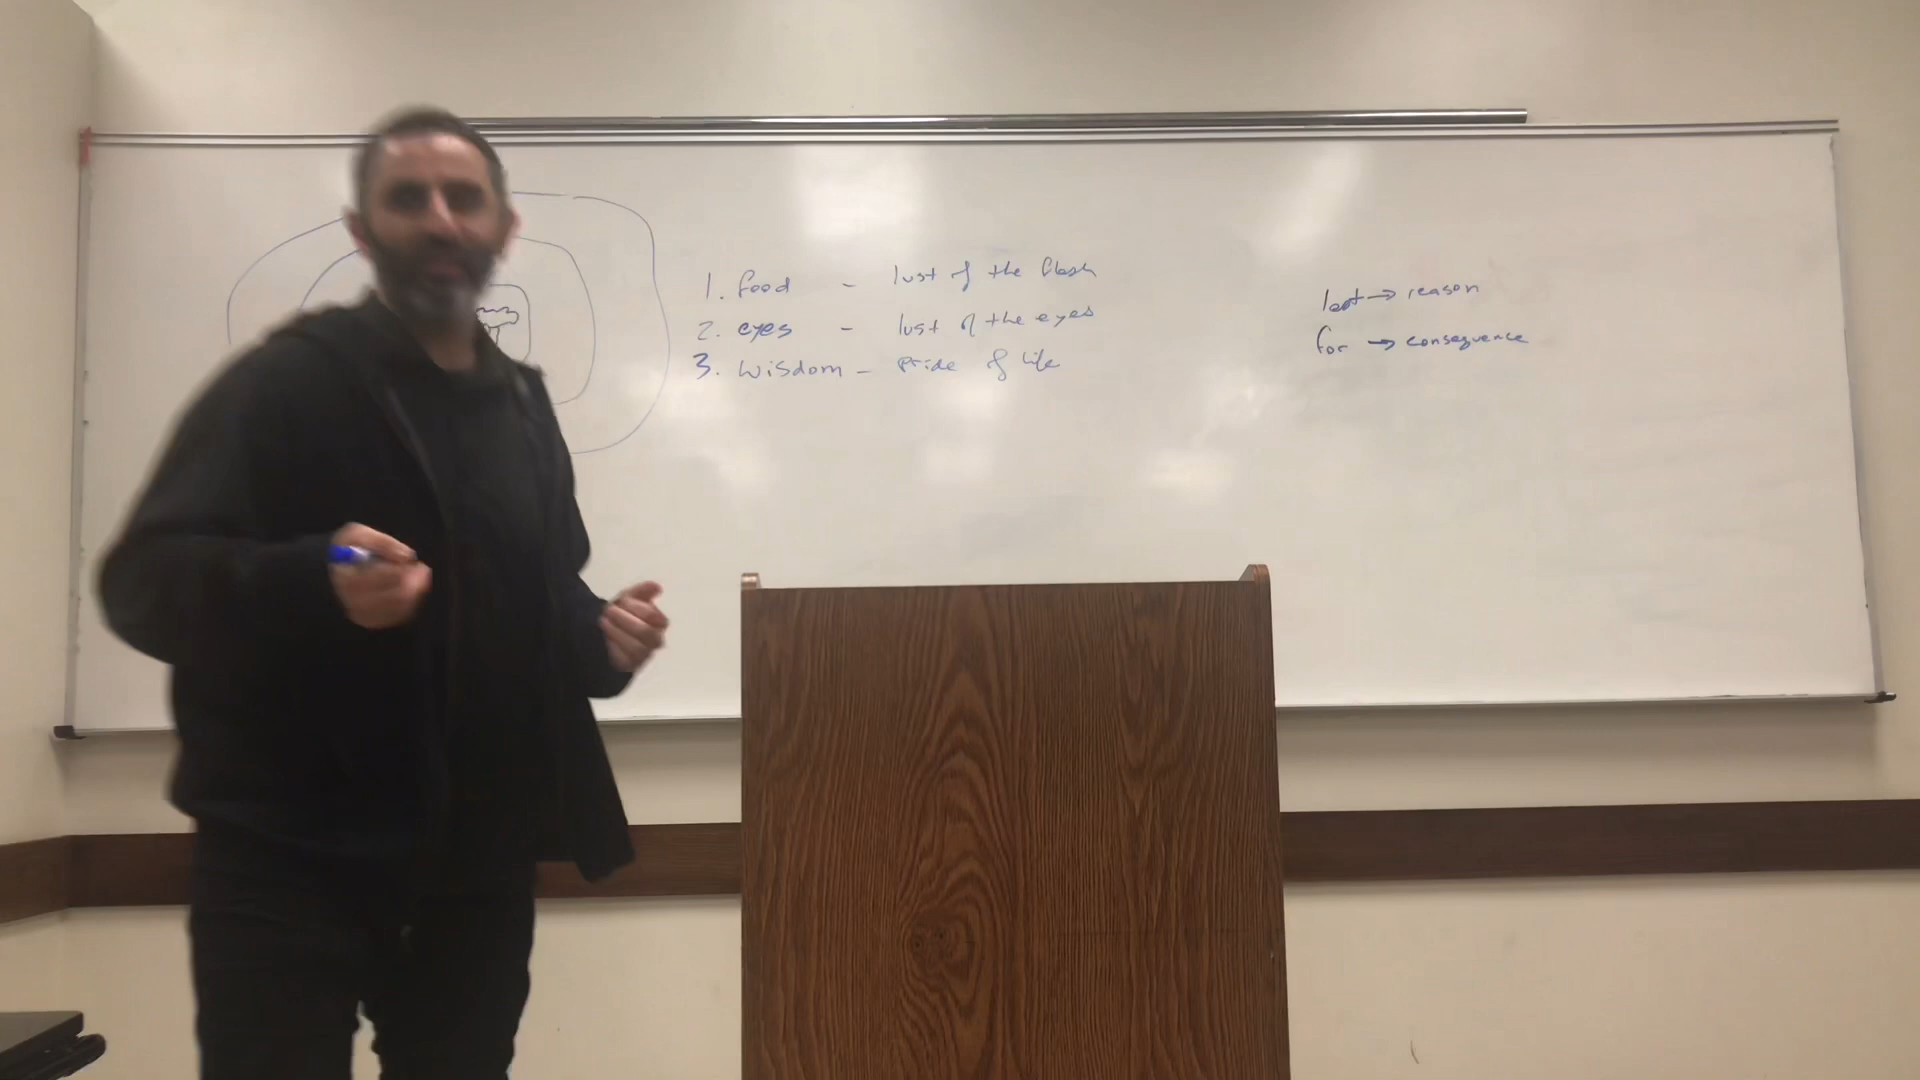 1. food - lust of the flesh
2. eyes - lust of the eyes
3. wisdom - Pride of life
lest → reason
for → consequence